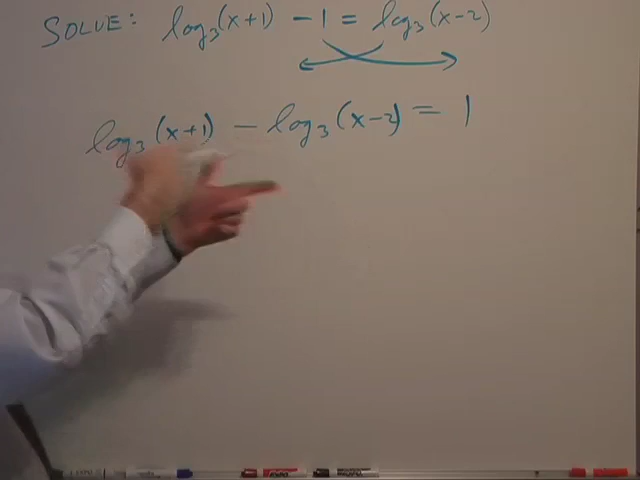 SOLVE: log₃(x+1) - 1 = log₃(x-2)
log₃(x+1) - log₃(x-2) = 1